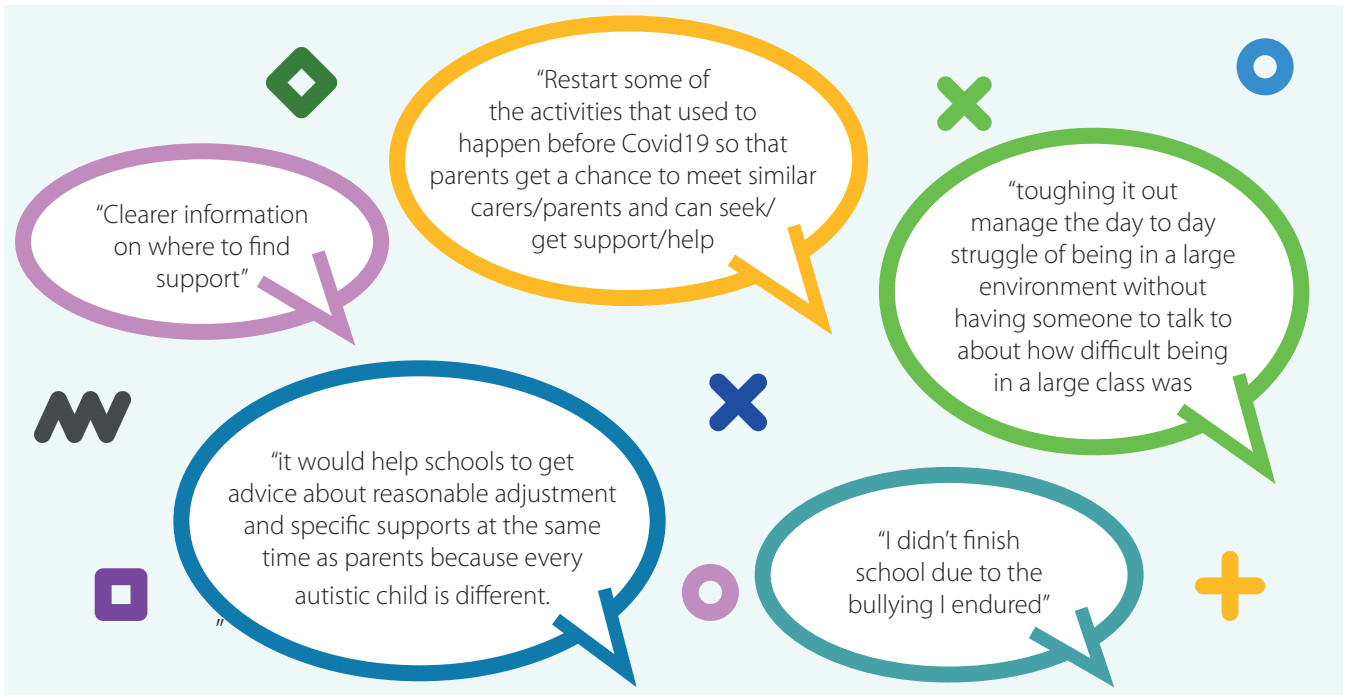 “Clearer information
on where to find
support”
“Restart some of
the activities that used to
happen before Covid19 so that
parents get a chance to meet similar
carers/parents and can seek/
get support/help
“toughing it out
manage the day to day
struggle of being in a large
environment without
having someone to talk to
about how difficult being
in a large class was
“it would help schools to get
advice about reasonable adjustment
and specific supports at the same
time as parents because every
autistic child is different.
”
“I didn’t finish
school due to the
bullying I endured”